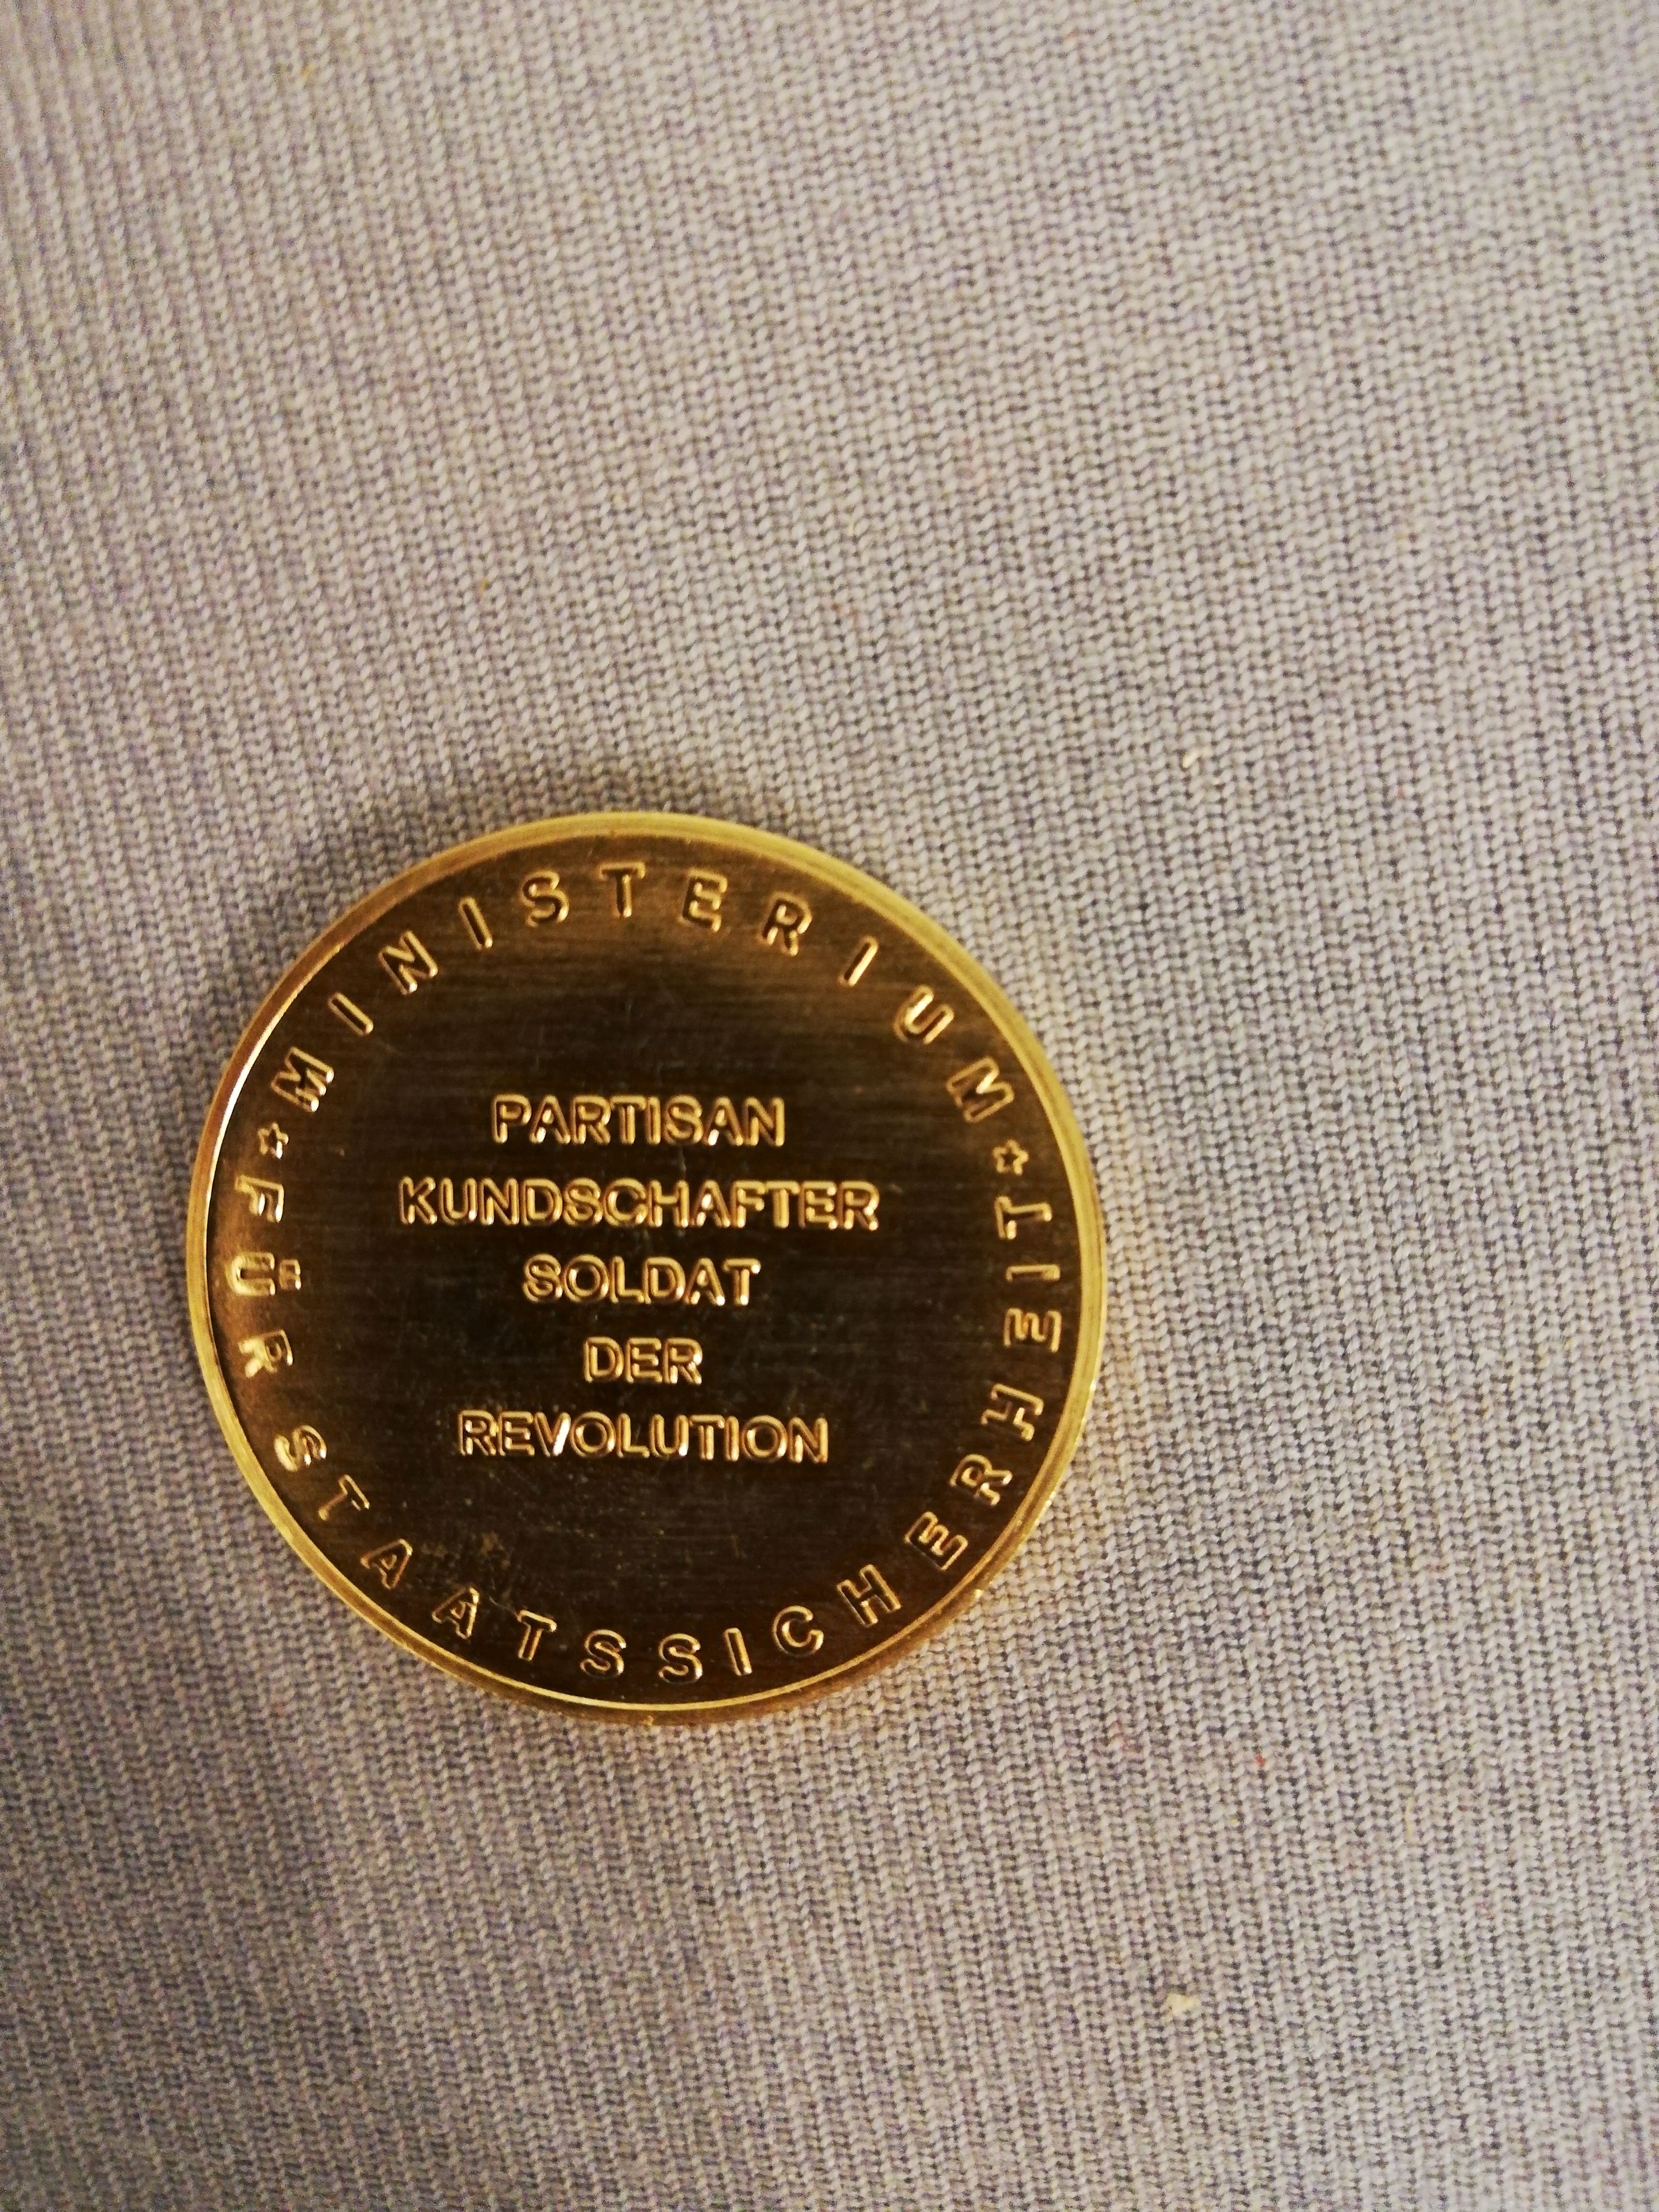 MINISTERIUM
PARTISAN
KUNDSCHAFTER
SOLDAT
DER
REVOLUTION
FÜR STAATSSICHERHEIT